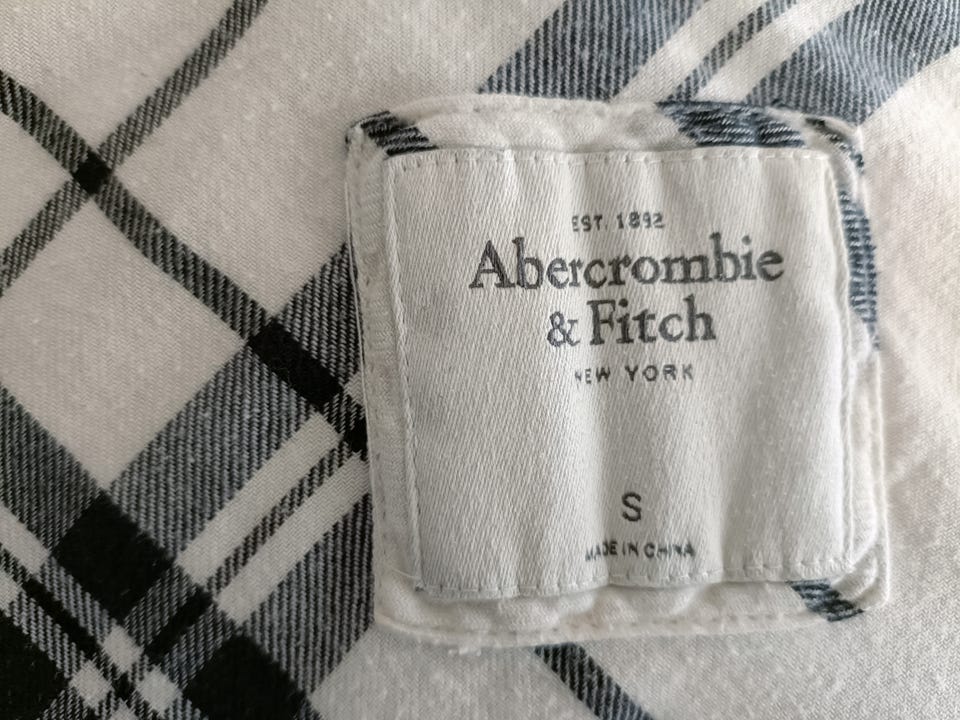 EST. 1892
Abercrombie
& Fitch
NEW YORK
S
MADE IN CHINA